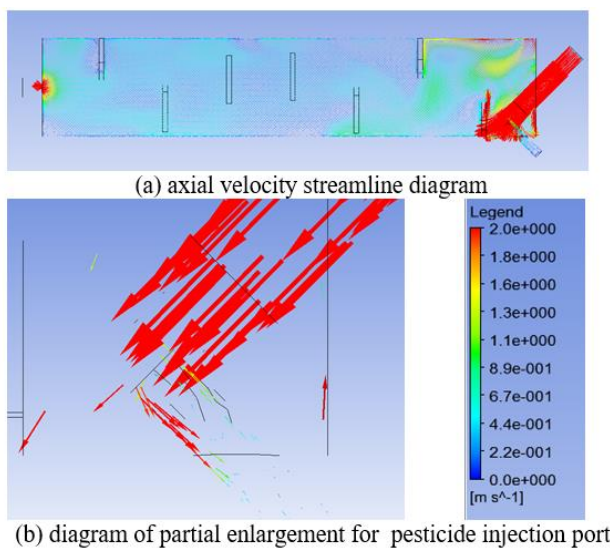 (a) axial velocity streamline diagram
Legend
2.0e+000
1.8e+000
1.6e+000
1.3e+000
1.1e+000
8.9e-001
6.7e-001
4.4e-001
2.2e-001
0.0e+000
[m s^-1]
(b) diagram of partial enlargement for pesticide injection port